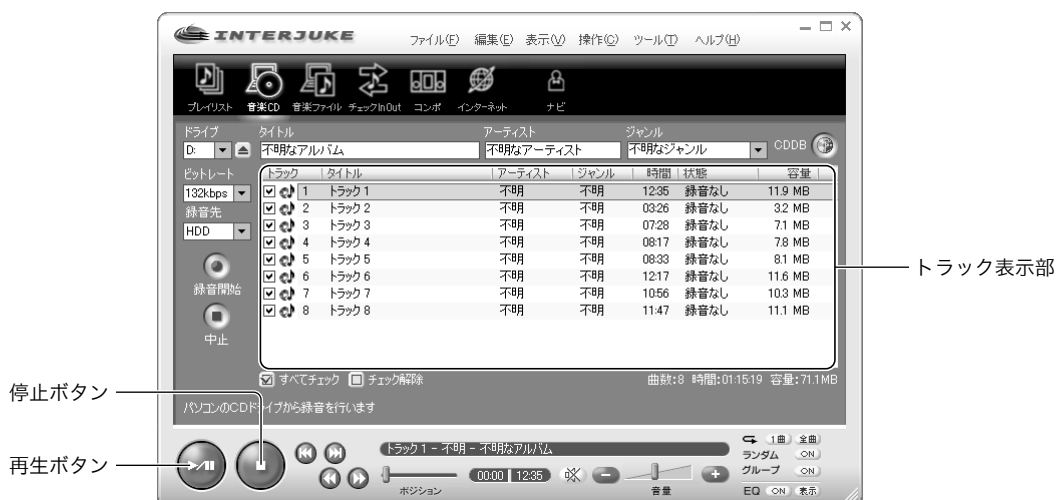 INTERJUKE
ファイル(F) 編集(E) 表示(V) 操作(C) ツール(T) ヘルプ(H)
プレイリスト 音楽CD 音楽ファイル チェックInOut コンポ インターネット ナビ
ドライブ タイトル アーティスト ジャンル
D: 不明なアルバム 不明なアーティスト 不明なジャンル CDDB
ビットレート
132kbps
録音先
HDD
録音開始
中止
トラック タイトル アーティスト ジャンル 時間 状態 容量
1 トラック 1 不明 不明 12:35 録音なし 11.9 MB
2 トラック 2 不明 不明 03:26 録音なし 3.2 MB
3 トラック 3 不明 不明 07:28 録音なし 7.1 MB
4 トラック 4 不明 不明 08:17 録音なし 7.8 MB
5 トラック 5 不明 不明 08:33 録音なし 8.1 MB
6 トラック 6 不明 不明 12:17 録音なし 11.6 MB
7 トラック 7 不明 不明 10:56 録音なし 10.3 MB
8 トラック 8 不明 不明 11:47 録音なし 11.1 MB
トラック表示部
すべてチェック チェック解除 曲数:8 時間:01:15:19 容量:71.1MB
停止ボタン
パソコンのCDドライブから録音を行います
再生ボタン
トラック 1 - 不明 - 不明なアルバム
00:00 12:35
ポジション 音量
1曲 全曲
ランダム ON
グループ ON
EQ ON 表示